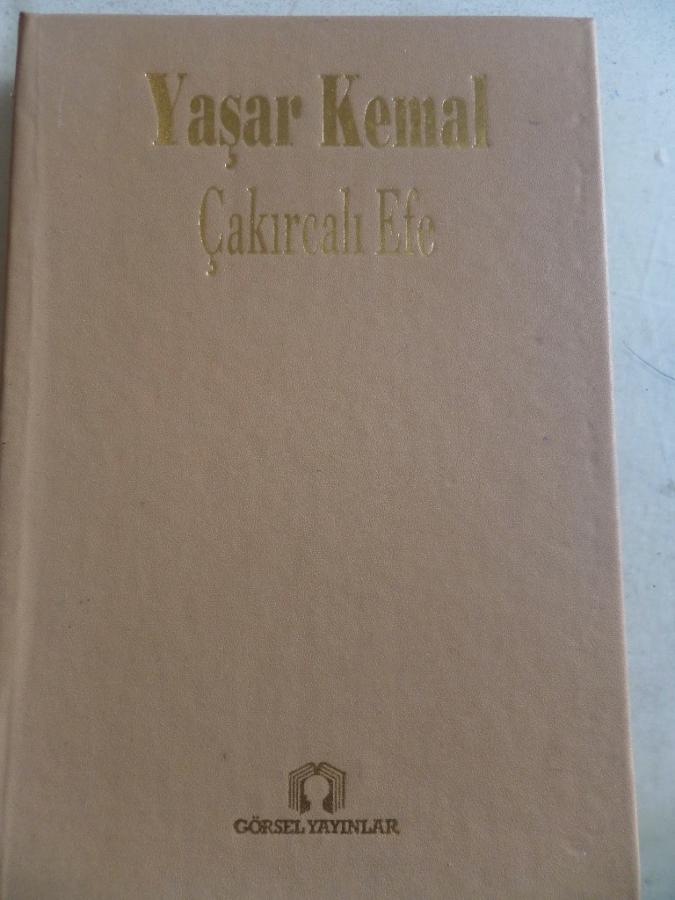 Yaşar Kemal
Çakırcalı Efe
GÖRSEL YAYINLAR